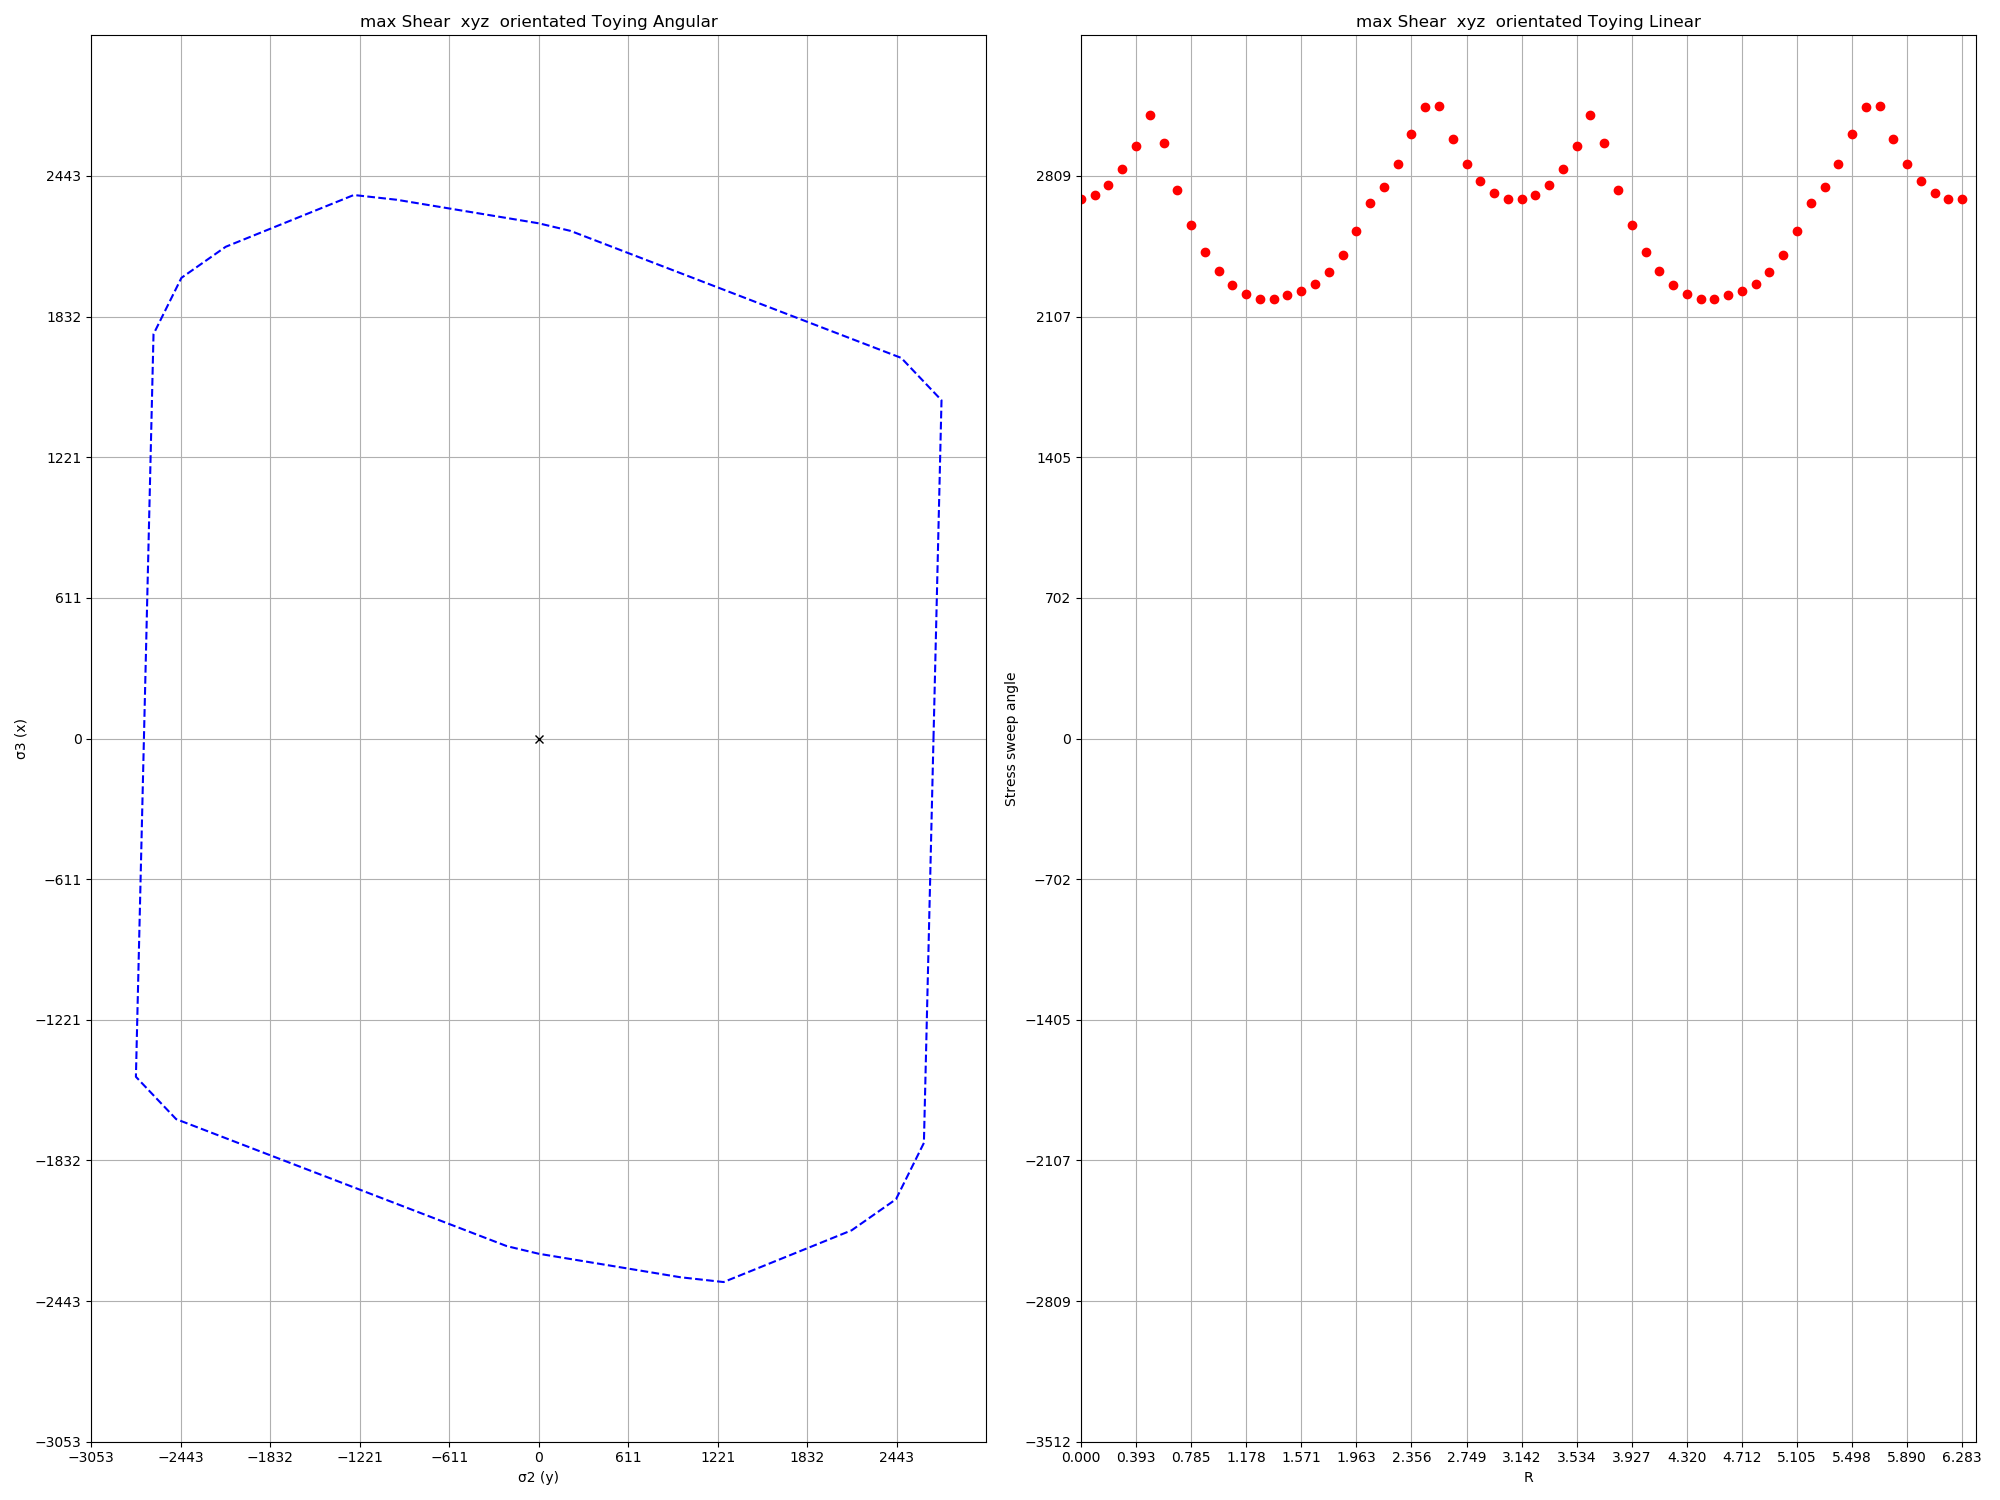 max Shear  xyz  orientated Toying Angular
2443
1832
1221
611
0
−611
−1221
−1832
−2443
−3053
σ3 (x)
−3053 −2443 −1832 −1221 −611 0 611 1221 1832 2443
σ2 (y)
max Shear  xyz  orientated Toying Linear
2809
2107
1405
702
0
−702
−1405
−2107
−2809
−3512
Stress sweep angle
0.000 0.393 0.785 1.178 1.571 1.963 2.356 2.749 3.142 3.534 3.927 4.320 4.712 5.105 5.498 5.890 6.283
R